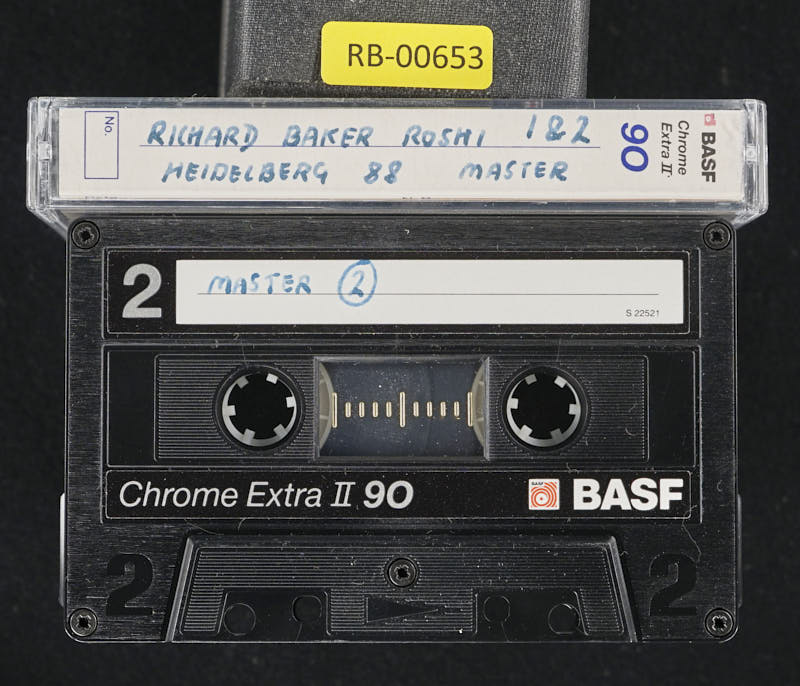 RB-00653
No.
RICHARD BAKER ROSHI 1&2
HEIDELBERG 88 MASTER
90
Chrome
Extra II
BASF
2
MASTER 2
S 22521
Chrome Extra II 90
BASF
BASF
2
2